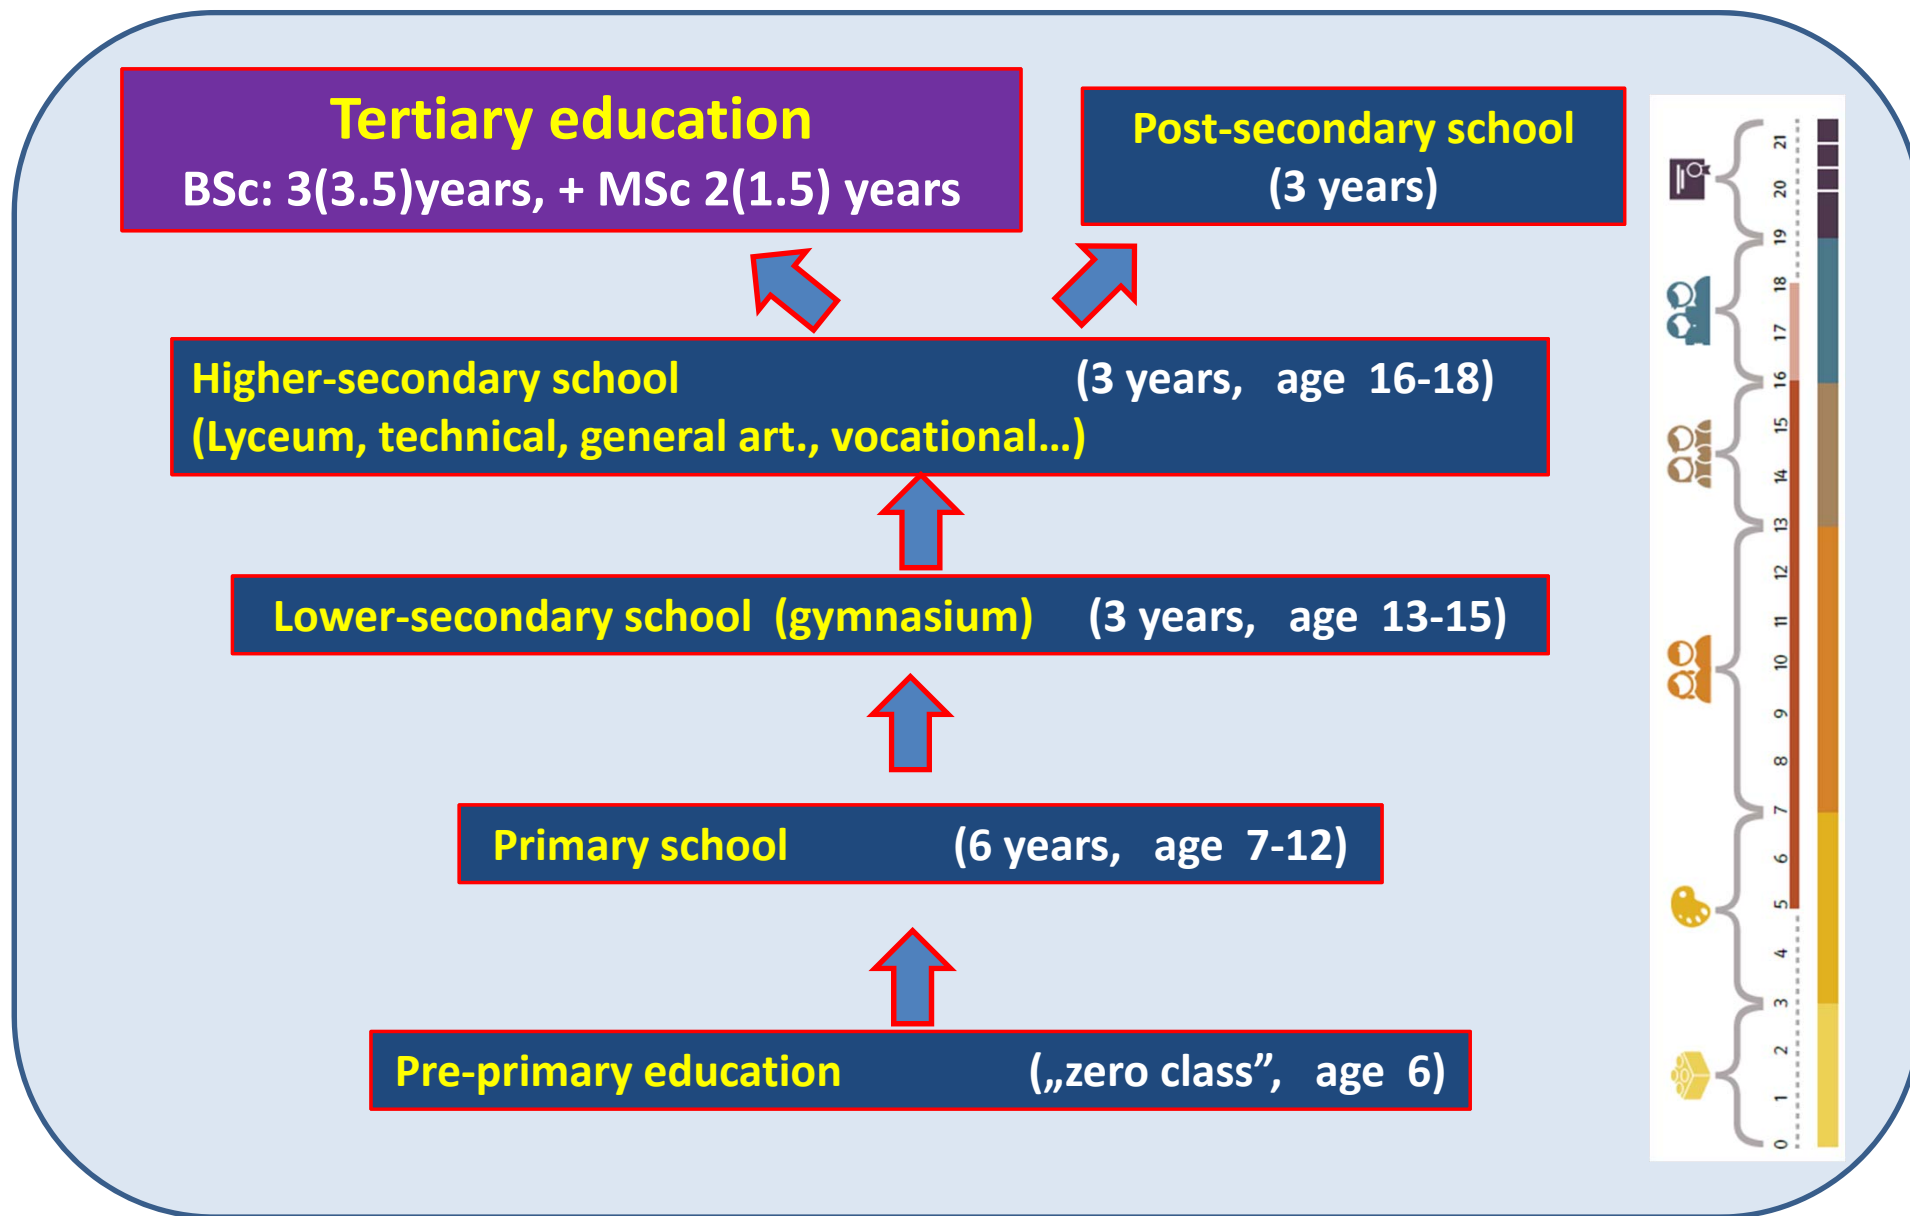 Tertiary education
BSc: 3(3.5)years, + MSc 2(1.5) years
Post-secondary school
(3 years)
Higher-secondary school (3 years, age 16-18)
(Lyceum, technical, general art., vocational...)
Lower-secondary school (gymnasium) (3 years, age 13-15)
Primary school (6 years, age 7-12)
Pre-primary education („zero class”, age 6)
21
20
19
18
17
16
15
14
13
12
11
10
9
8
7
6
5
4
3
2
1
0